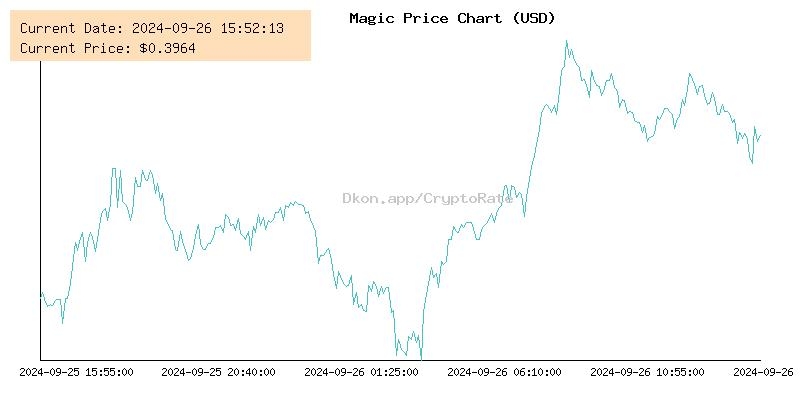 Magic Price Chart (USD)
Current Date: 2024-09-26 15:52:13
Current Price: $0.3964
Dkon.app/CryptoRate
2024-09-25 15:55:00 2024-09-25 20:40:00 2024-09-26 01:25:00 2024-09-26 06:10:00 2024-09-26 10:55:00 2024-09-26